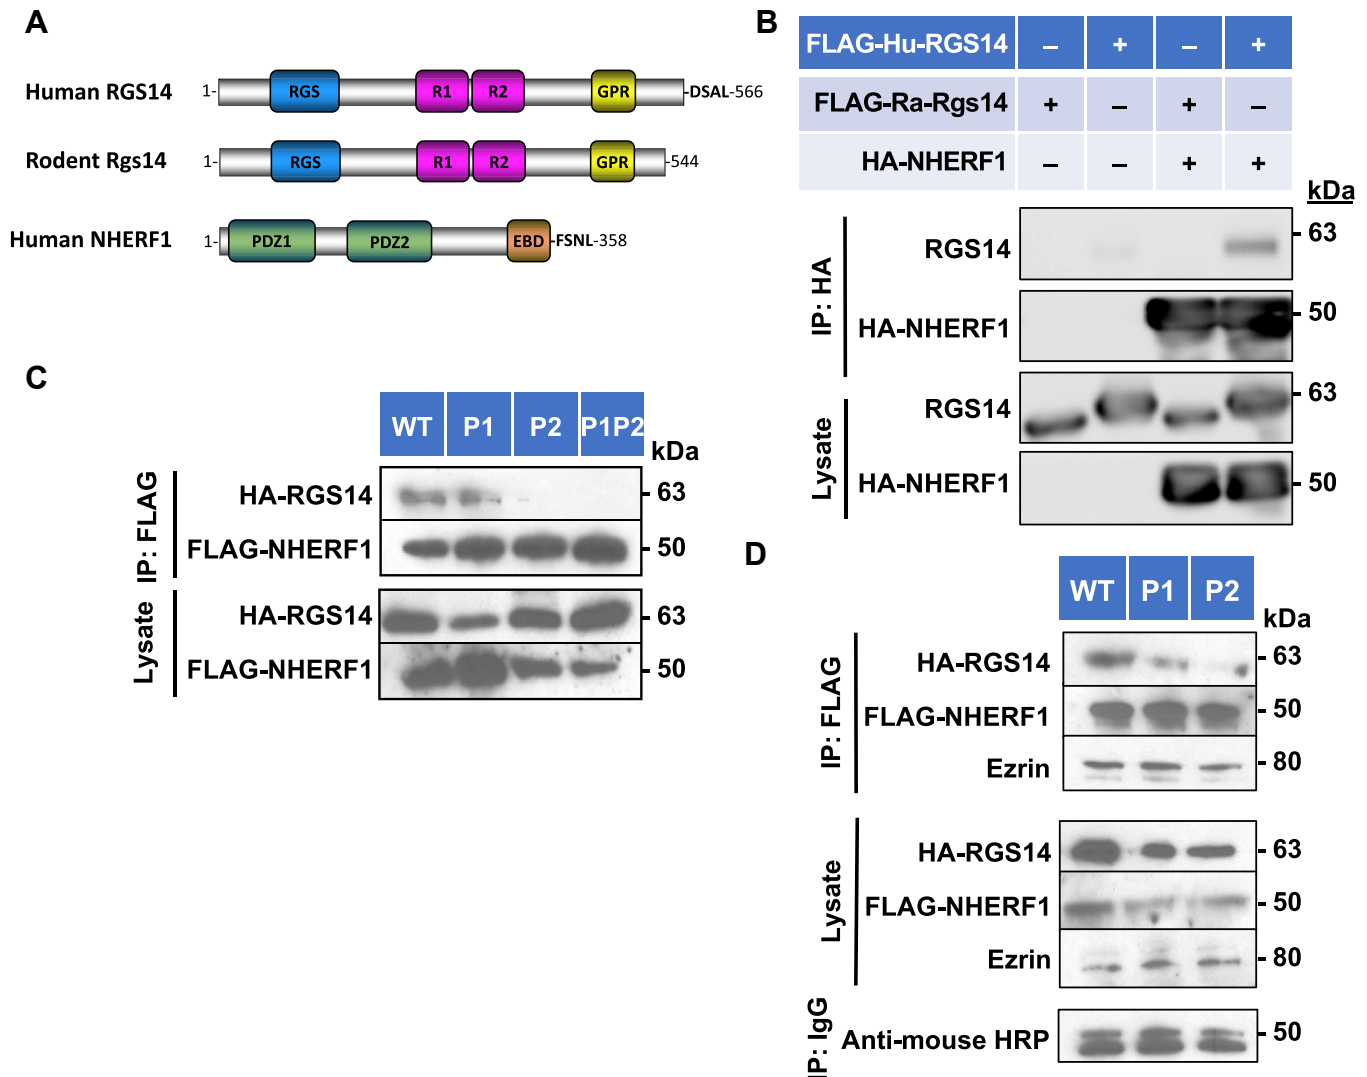 A
Human RGS14 1- RGS R1 R2 GPR -DSAL-566
Rodent Rgs14 1- RGS R1 R2 GPR -544
Human NHERF1 1- PDZ1 PDZ2 EBD -FSNL-358
B
FLAG-Hu-RGS14 – + – +
FLAG-Ra-Rgs14 + – + –
HA-NHERF1 – – + +
kDa
IP: HA
RGS14 - 63
HA-NHERF1 - 50
Lysate
RGS14 - 63
HA-NHERF1 - 50
C
WT P1 P2 P1P2
kDa
IP: FLAG
HA-RGS14 - 63
FLAG-NHERF1 - 50
Lysate
HA-RGS14 - 63
FLAG-NHERF1 - 50
D
WT P1 P2
kDa
IP: FLAG
HA-RGS14 - 63
FLAG-NHERF1 - 50
Ezrin - 80
Lysate
HA-RGS14 - 63
FLAG-NHERF1 - 50
Ezrin - 80
IP: IgG
Anti-mouse HRP - 50